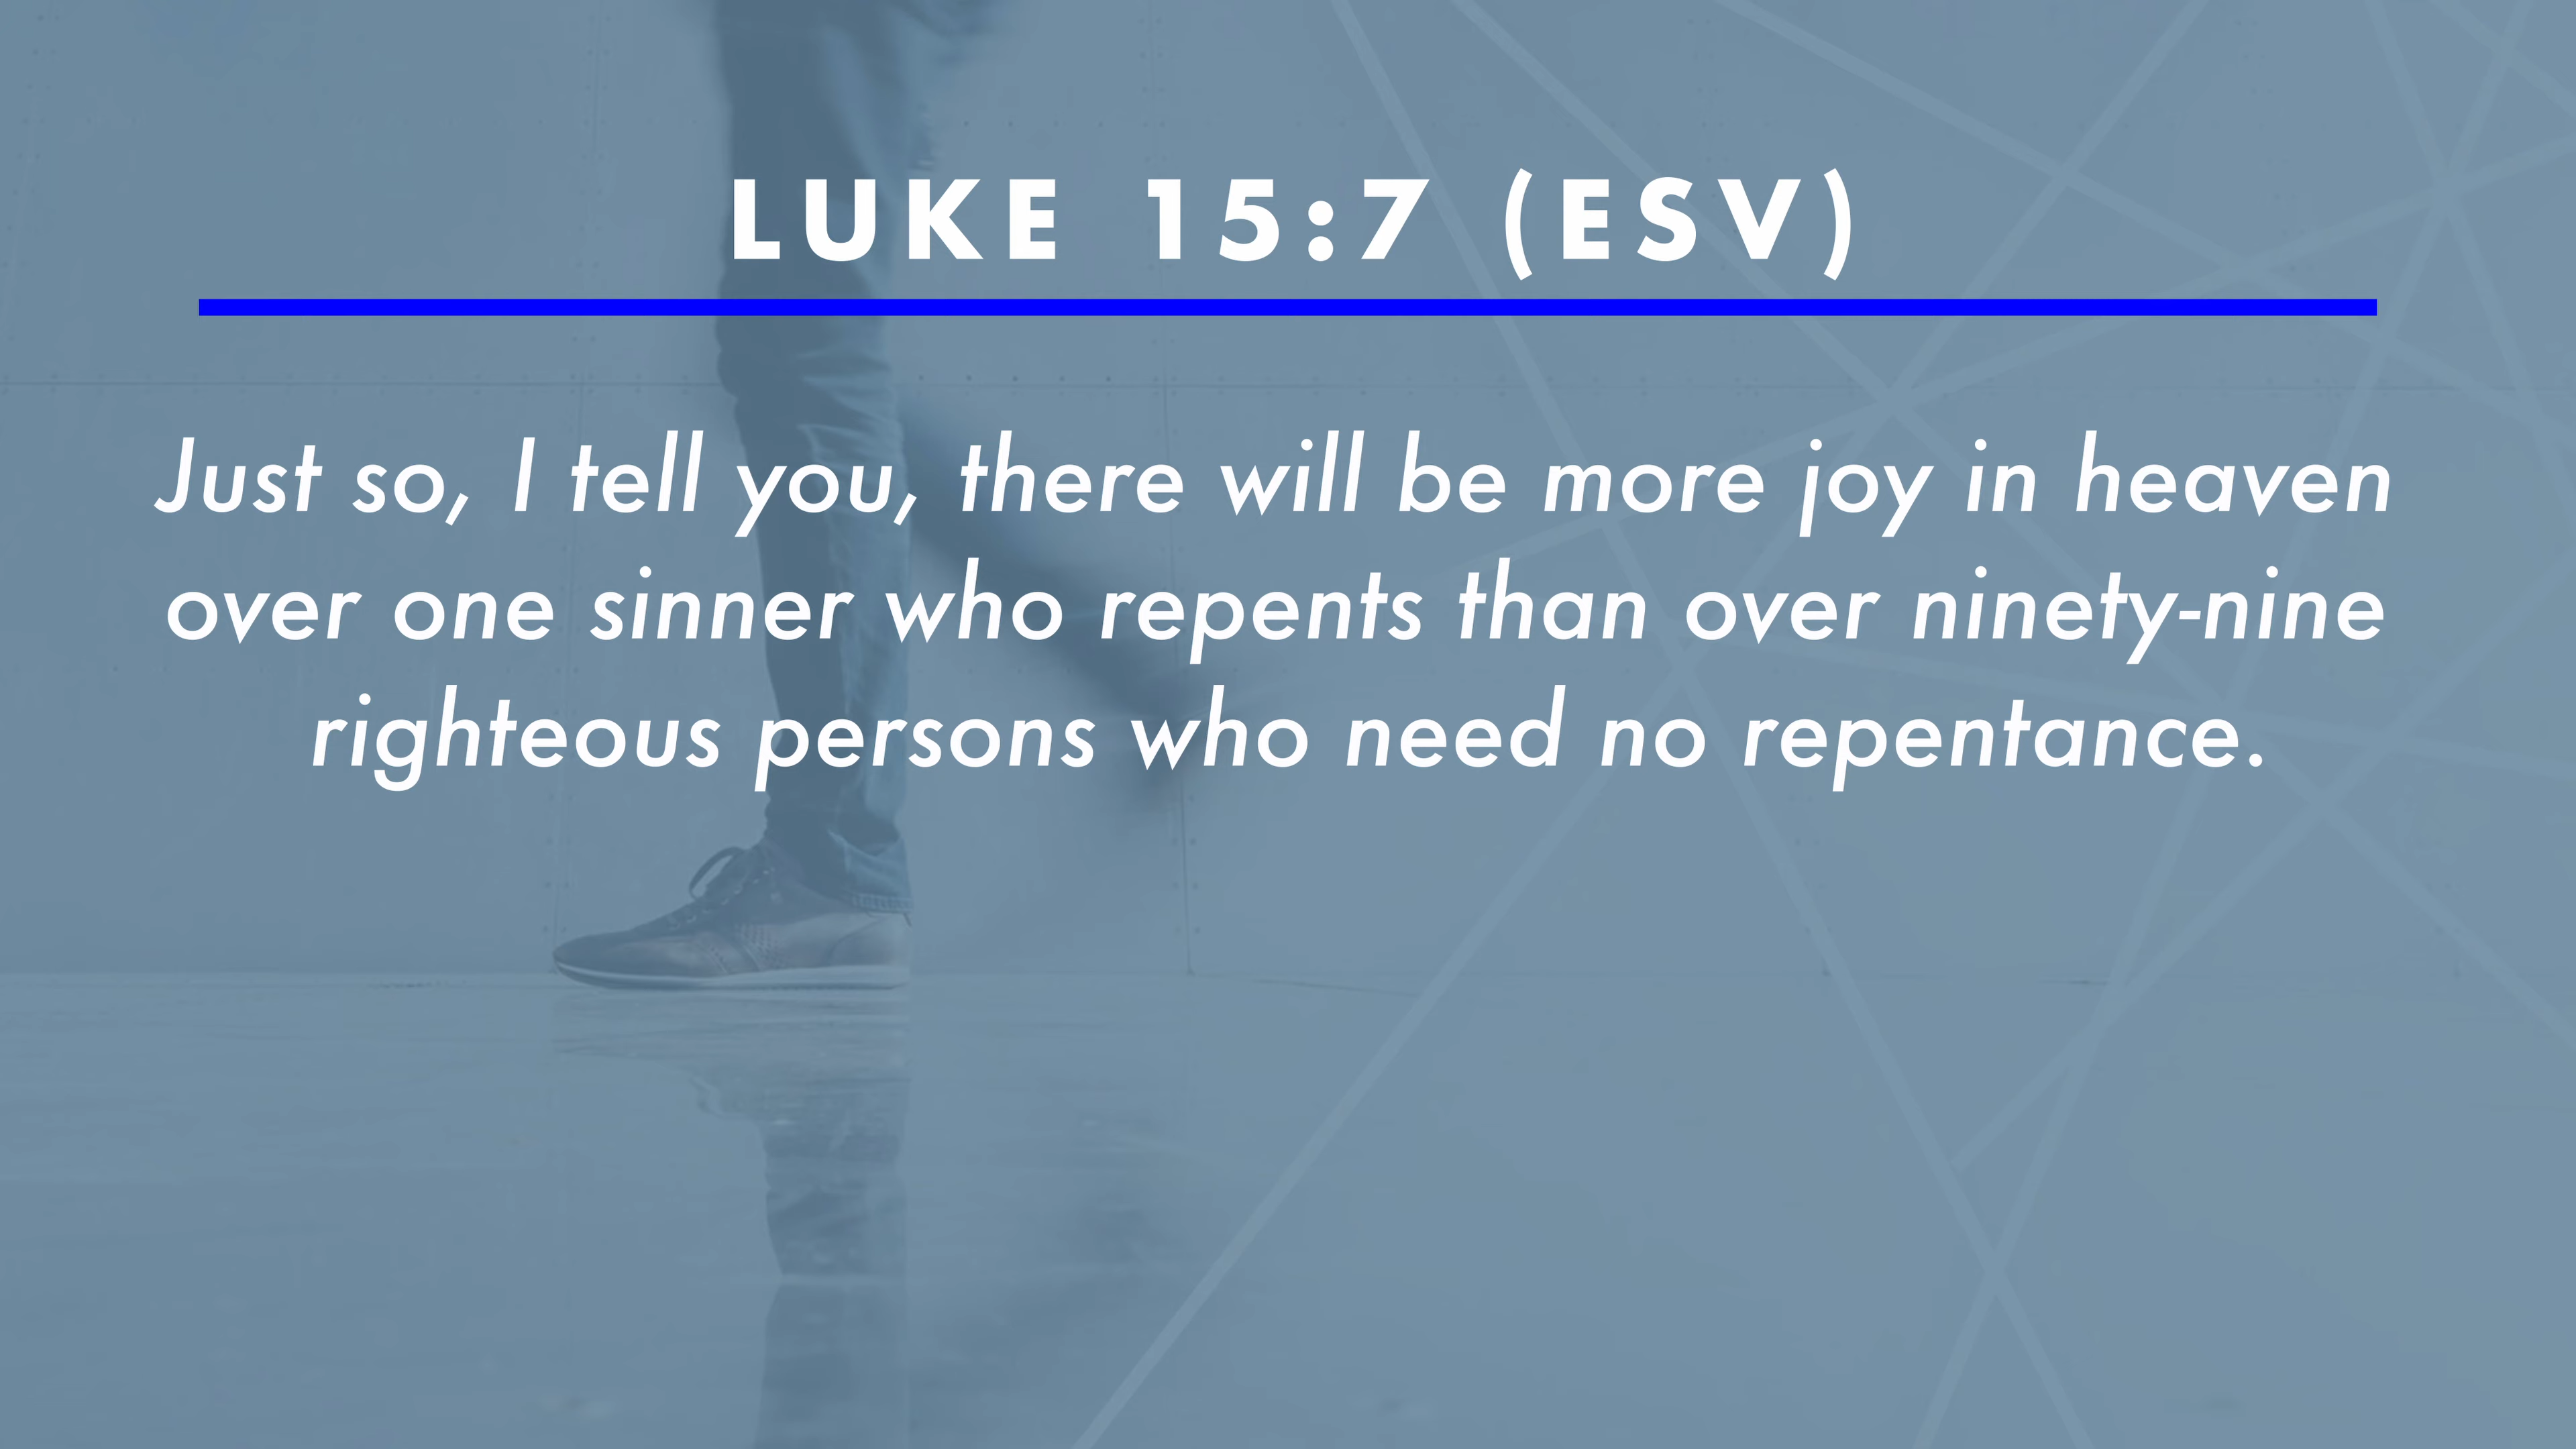 LUKE 15:7 (ESV)
Just so, I tell you, there will be more joy in heaven
over one sinner who repents than over ninety-nine
righteous persons who need no repentance.